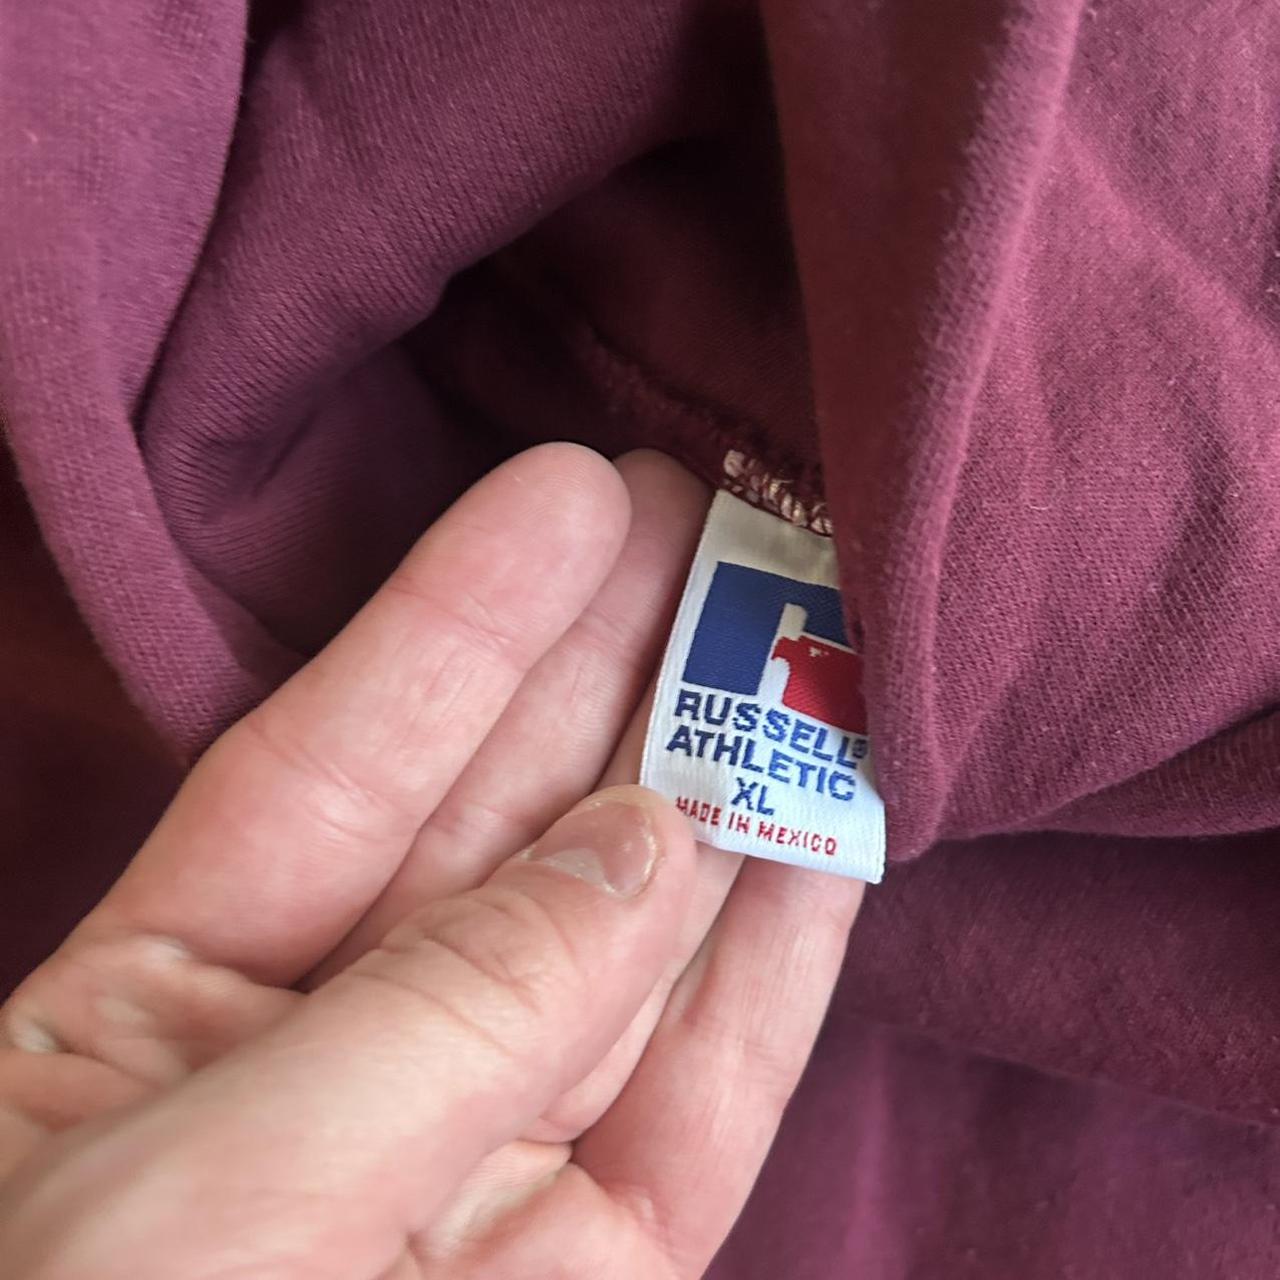 RUSSELL®
ATHLETIC
XL
MADE IN MEXICO